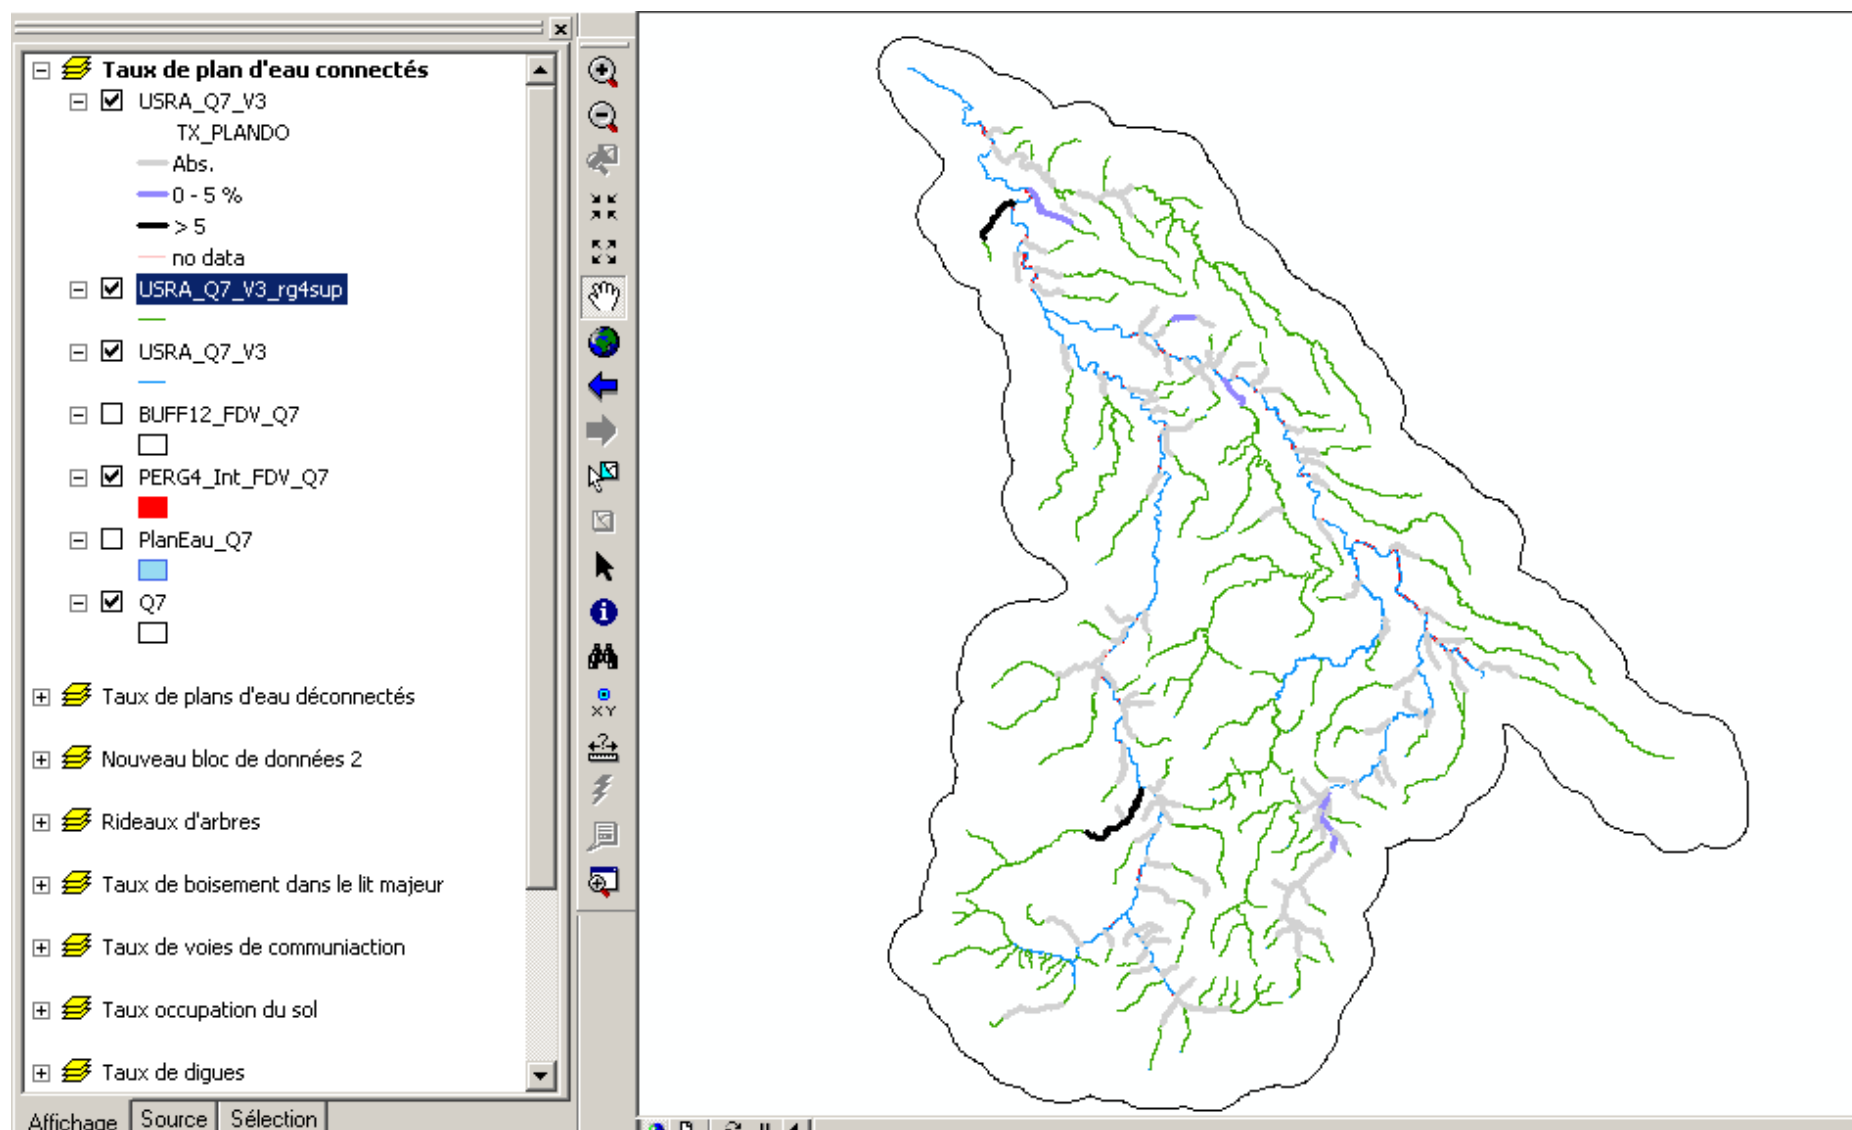 Taux de plan d'eau connectés
USRA_Q7_V3
TX_PLANDO
Abs.
0 - 5 %
> 5
no data
USRA_Q7_V3_rg4sup
USRA_Q7_V3
BUFF12_FDV_Q7
PERG4_Int_FDV_Q7
PlanEau_Q7
Q7
Taux de plans d'eau déconnectés
Nouveau bloc de données 2
Rideaux d'arbres
Taux de boisement dans le lit majeur
Taux de voies de communiaction
Taux occupation du sol
Taux de digues
Affichage Source Sélection
XY